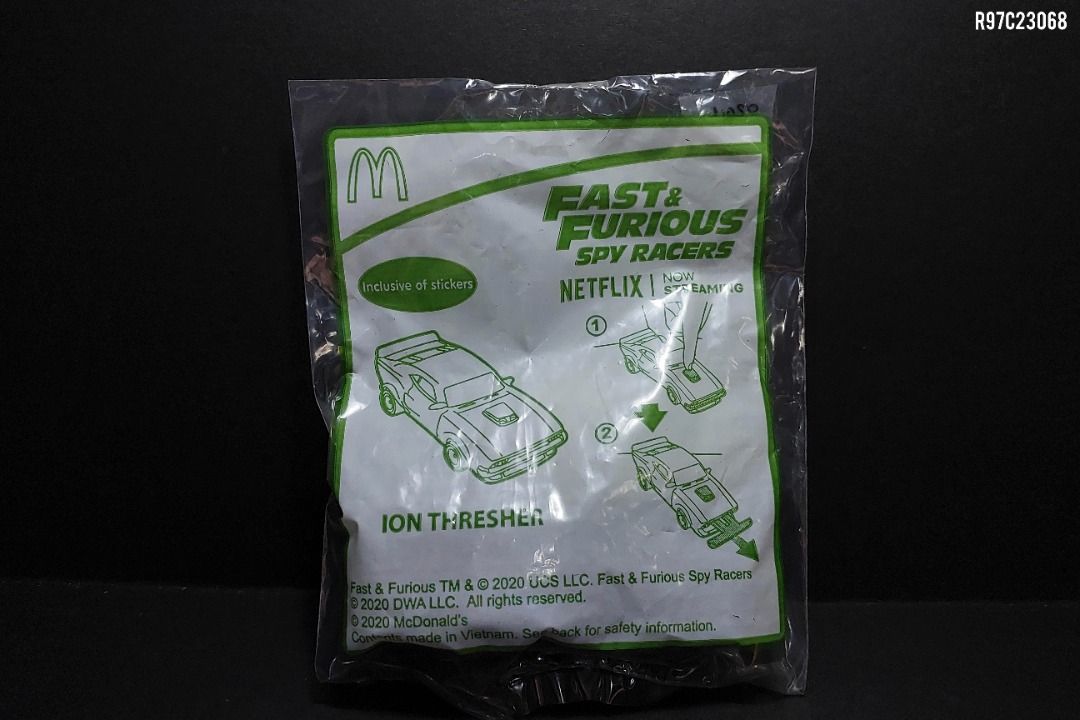 R97C23068
FAST &
FURIOUS
SPY RACERS
Inclusive of stickers
NETFLIX | NOW STREAMING
1
2
ION THRESHER
Fast & Furious TM & © 2020 UCS LLC. Fast & Furious Spy Racers
© 2020 DWA LLC. All rights reserved.
© 2020 McDonald's
Contents made in Vietnam. See back for safety information.